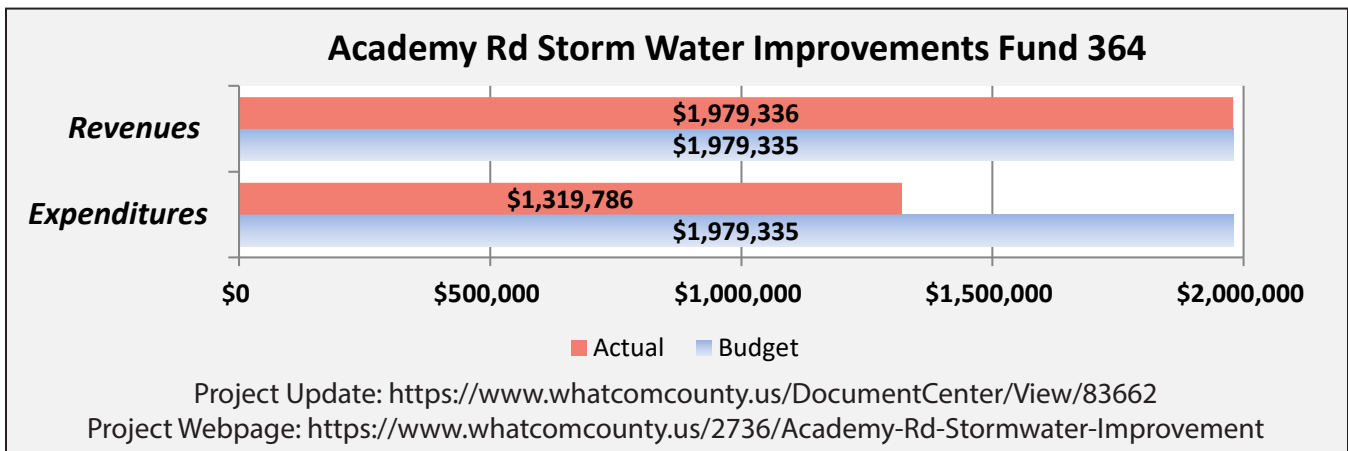 Academy Rd Storm Water Improvements Fund 364
Revenues
$1,979,336
$1,979,335
Expenditures
$1,319,786
$1,979,335
$0 $500,000 $1,000,000 $1,500,000 $2,000,000
Actual Budget
Project Update: https://www.whatcomcounty.us/DocumentCenter/View/83662
Project Webpage: https://www.whatcomcounty.us/2736/Academy-Rd-Stormwater-Improvement